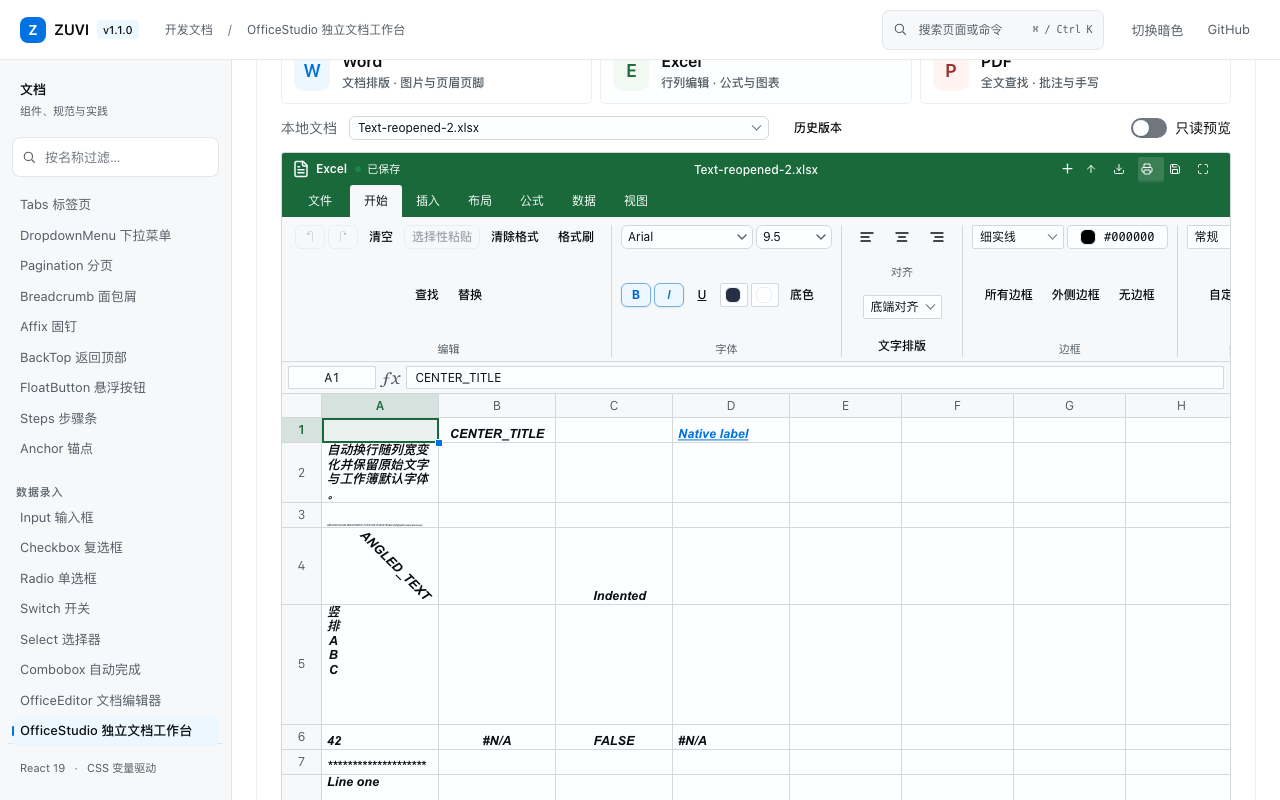 Z ZUVI v1.1.0 开发文档 / OfficeStudio 独立文档工作台 搜索页面或命令 ⌘ / Ctrl K 切换暗色 GitHub
文档
组件、规范与实践
按名称过滤...
Tabs 标签页
DropdownMenu 下拉菜单
Pagination 分页
Breadcrumb 面包屑
Affix 固钉
BackTop 返回顶部
FloatButton 悬浮按钮
Steps 步骤条
Anchor 锚点
数据录入
Input 输入框
Checkbox 复选框
Radio 单选框
Switch 开关
Select 选择器
Combobox 自动完成
OfficeEditor 文档编辑器
OfficeStudio 独立文档工作台
React 19 · CSS 变量驱动
W Word
文档排版 · 图片与页眉页脚
E Excel
行列编辑 · 公式与图表
P PDF
全文查找 · 批注与手写
本地文档 Text-reopened-2.xlsx 历史版本 只读预览
Excel 已保存 Text-reopened-2.xlsx
文件 开始 插入 布局 公式 数据 视图
清空 选择性粘贴 清除格式 格式刷 Arial 9.5 细实线 #000000 常规
对齐
查找 替换 B I U 底色 底端对齐 所有边框 外侧边框 无边框 自定
编辑 字体 文字排版 边框
A1 fx CENTER_TITLE
A B C D E F G H
1 CENTER_TITLE Native label
2 自动换行随列宽变
化并保留原始文字
与工作簿默认字体
。
3
4 ANGLED_TEXT Indented
5 竖
排
A
B
C
6 42 #N/A FALSE #N/A
7 ********************
Line one